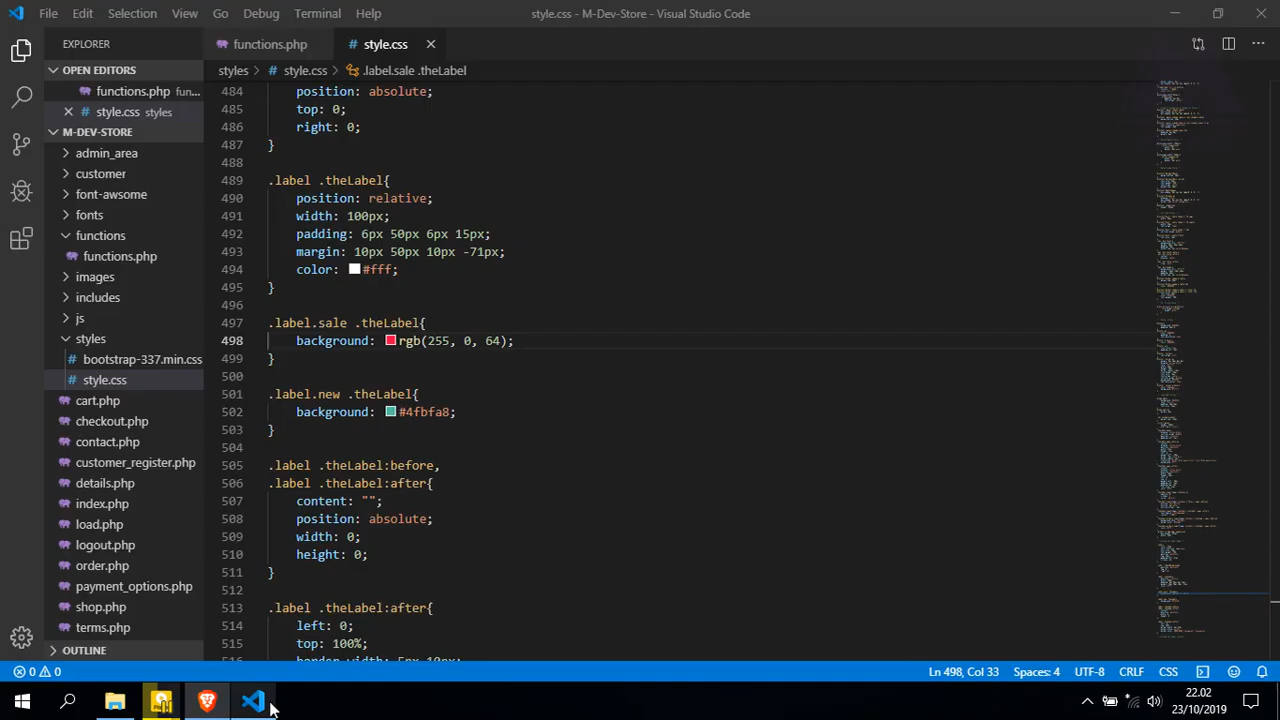 File Edit Selection View Go Debug Terminal Help
style.css - M-Dev-Store - Visual Studio Code
EXPLORER
functions.php
style.css
OPEN EDITORS
functions.php fun...
style.css styles
M-DEV-STORE
admin_area
customer
font-awsome
fonts
functions
functions.php
images
includes
js
styles
bootstrap-337.min.css
style.css
cart.php
checkout.php
contact.php
customer_register.php
details.php
index.php
load.php
logout.php
order.php
payment_options.php
shop.php
terms.php
OUTLINE
styles > style.css > .label.sale .theLabel
484 position: absolute;
485 top: 0;
486 right: 0;
487 }
488
489 .label .theLabel{
490 position: relative;
491 width: 100px;
492 padding: 6px 50px 6px 15px;
493 margin: 10px 50px 10px -71px;
494 color: #fff;
495 }
496
497 .label.sale .theLabel{
498 background: rgb(255, 0, 64);
499 }
500
501 .label.new .theLabel{
502 background: #4fbfa8;
503 }
504
505 .label .theLabel:before,
506 .label .theLabel:after{
507 content: "";
508 position: absolute;
509 width: 0;
510 height: 0;
511 }
512
513 .label .theLabel:after{
514 left: 0;
515 top: 100%;
516 border-width: 5px 10px;
0 0
Ln 498, Col 33 Spaces: 4 UTF-8 CRLF CSS
22.02
23/10/2019